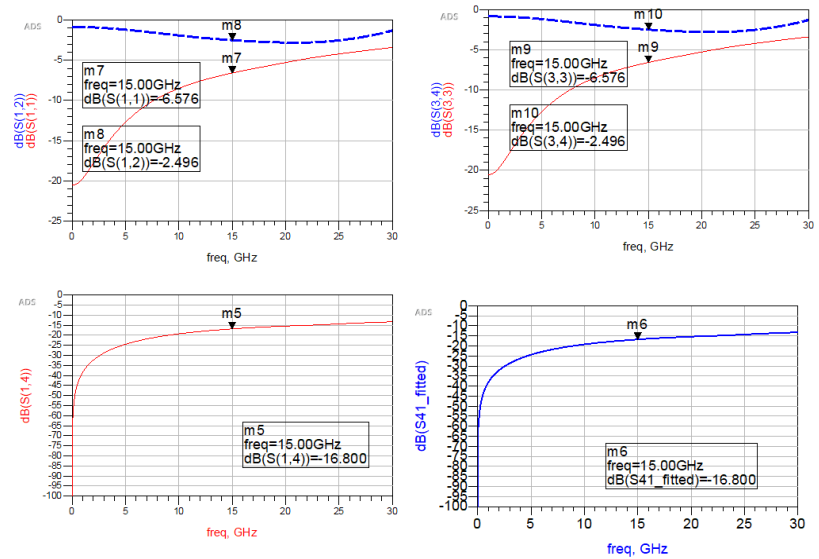 ADS
m8
m7
m7
freq=15.00GHz
dB(S(1,1))=-6.576
m8
freq=15.00GHz
dB(S(1,2))=-2.496
dB(S(1,2))
dB(S(1,1))
0
-5
-10
-15
-20
-25
0 5 10 15 20 25 30
freq, GHz
ADS
m10
m9
m9
freq=15.00GHz
dB(S(3,3))=-6.576
m10
freq=15.00GHz
dB(S(3,4))=-2.496
dB(S(3,4))
dB(S(3,3))
0
-5
-10
-15
-20
-25
0 5 10 15 20 25 30
freq, GHz
ADS
m5
m5
freq=15.00GHz
dB(S(1,4))=-16.800
dB(S(1,4))
0
-5
-10
-15
-20
-25
-30
-35
-40
-45
-50
-55
-60
-65
-70
-75
-80
-85
-90
-95
-100
0 5 10 15 20 25 30
freq, GHz
ADS
m6
m6
freq=15.00GHz
dB(S41_fitted)=-16.800
dB(S41_fitted)
-0
-5
-10
-15
-20
-25
-30
-35
-40
-45
-50
-55
-60
-65
-70
-75
-80
-85
-90
-95
-100
0 5 10 15 20 25 30
freq, GHz